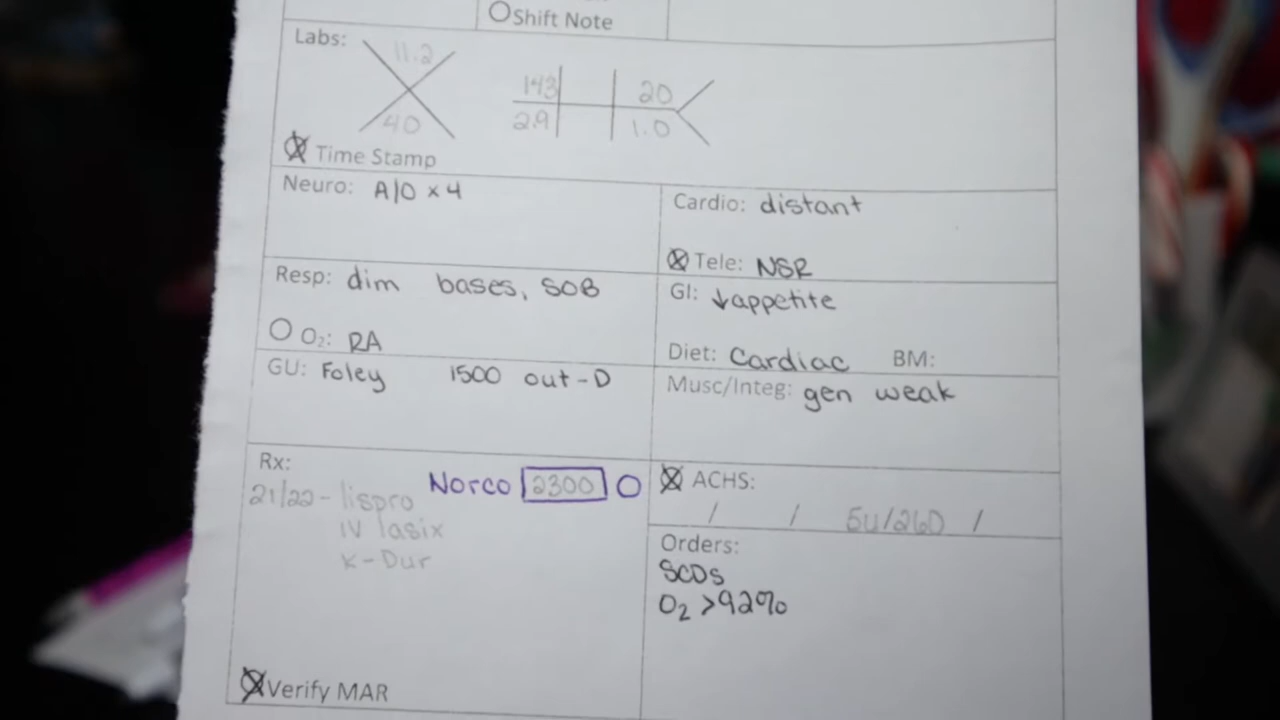 Shift Note
Labs:
11.2
40
143
20
2.9
1.0
Time Stamp
Neuro: A/O x 4
Cardio: distant
Tele: NSR
Resp: dim bases, SOB
O₂: RA
GI: ↓appetite
Diet: Cardiac BM:
GU: Foley 1500 out-D
Musc/Integ: gen weak
Rx:
Norco 2300
21/22 - lispro
IV lasix
K-Dur
Verify MAR
ACHS:
/ / 5u/260 /
Orders:
SCDs
O₂ >92%